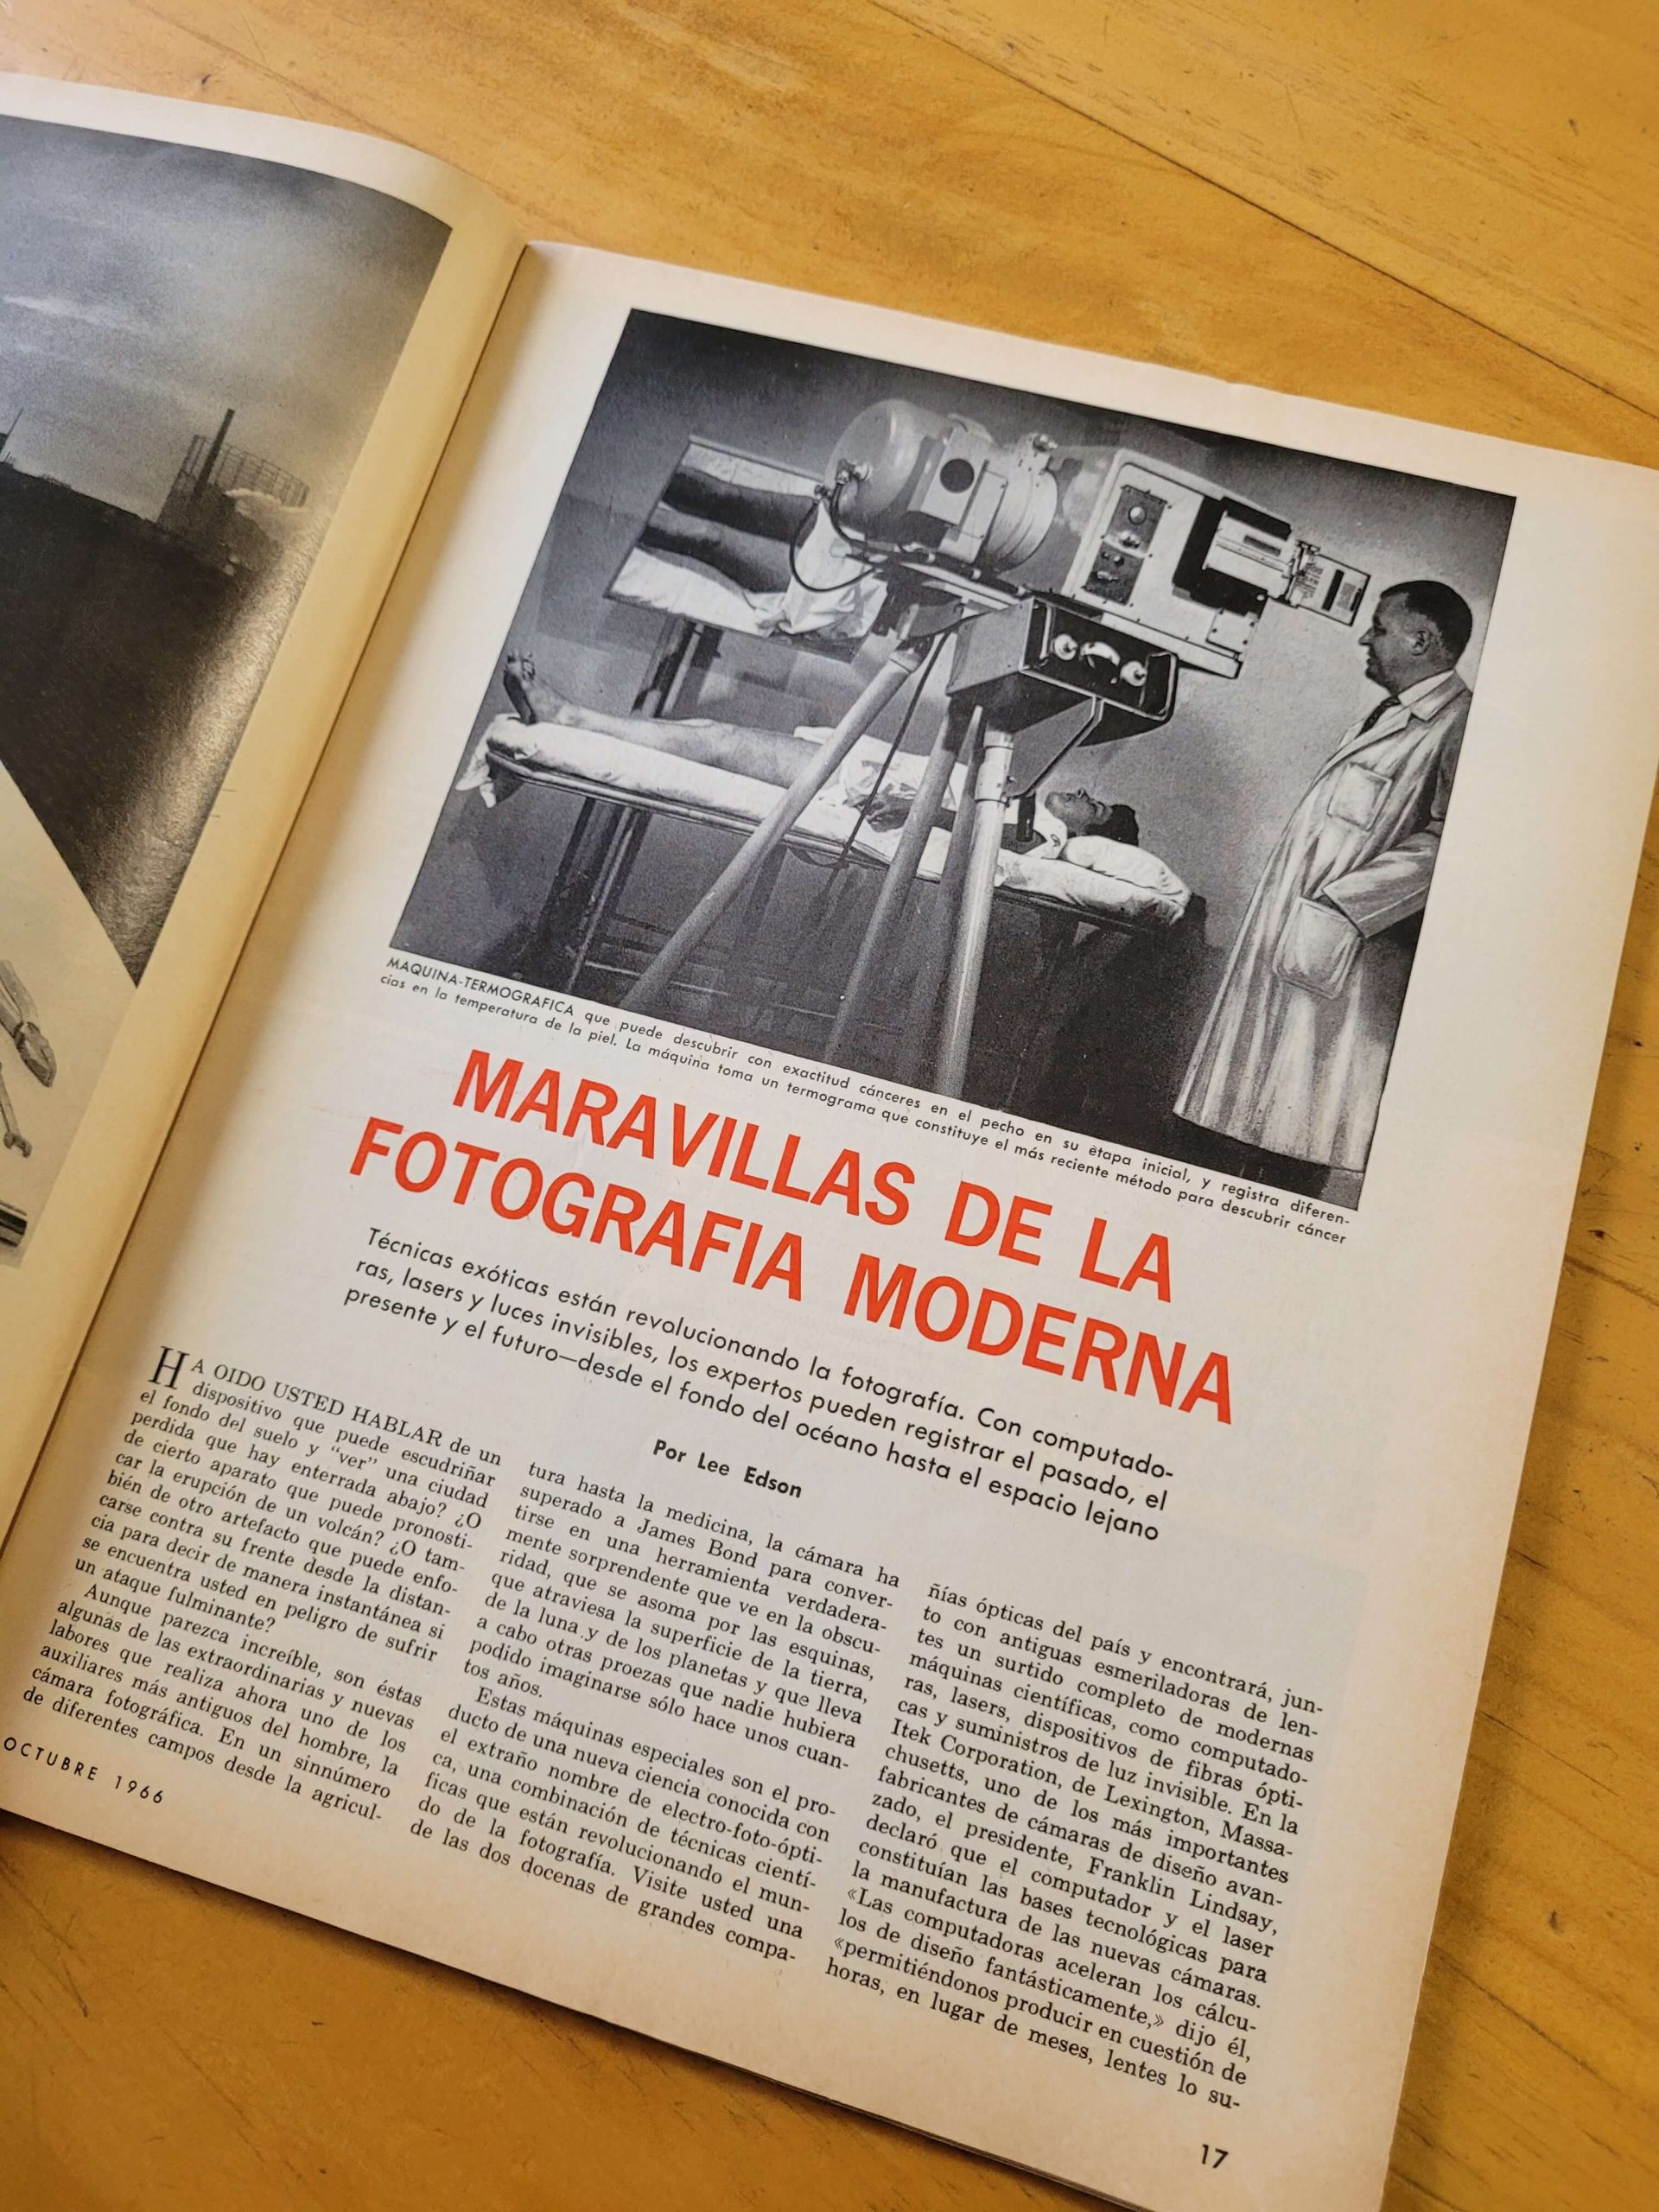 MAQUINA-TERMOGRAFICA que puede descubrir con exactitud cánceres en el pecho en su etapa inicial, y registra diferen-
cias en la temperatura de la piel. La máquina toma un termograma que constituye el más reciente método para descubrir cáncer
MARAVILLAS DE LA
FOTOGRAFIA MODERNA
Técnicas exóticas están revolucionando la fotografía. Con computado-
ras, lasers y luces invisibles, los expertos pueden registrar el pasado, el
presente y el futuro—desde el fondo del océano hasta el espacio lejano
Por Lee Edson
HA OIDO USTED HABLAR de un
dispositivo que puede escudriñar
el fondo del suelo y "ver" una ciudad
perdida que hay enterrada abajo? ¿O
de cierto aparato que puede pronosti-
car la erupción de un volcán? ¿O tam-
bién de otro artefacto que puede enfo-
carse contra su frente desde la distan-
cia para decir de manera instantánea si
se encuentra usted en peligro de sufrir
un ataque fulminante?
Aunque parezca increíble, son éstas
algunas de las extraordinarias y nuevas
labores que realiza ahora uno de los
auxiliares más antiguos del hombre, la
cámara fotográfica. En un sinnúmero
de diferentes campos desde la agricul-
tura hasta la medicina, la cámara ha
superado a James Bond para conver-
tirse en una herramienta verdadera-
mente sorprendente que ve en la obscu-
ridad, que se asoma por las esquinas,
que atraviesa la superficie de la tierra,
de la luna y de los planetas y que lleva
a cabo otras proezas que nadie hubiera
podido imaginarse sólo hace unos cuan-
tos años.
Estas máquinas especiales son el pro-
ducto de una nueva ciencia conocida con
el extraño nombre de electro-foto-ópti-
ca, una combinación de técnicas cientí-
ficas que están revolucionando el mun-
do de la fotografía. Visite usted una
de las dos docenas de grandes compa-
ñías ópticas del país y encontrará, jun-
to con antiguas esmeriladoras de len-
tes un surtido completo de modernas
máquinas científicas, como computado-
ras, lasers, dispositivos de fibras ópti-
cas y suministros de luz invisible. En la
Itek Corporation, de Lexington, Massa-
chusetts, uno de los más importantes
fabricantes de cámaras de diseño avan-
zado, el presidente, Franklin Lindsay,
declaró que el computador y el laser
constituían las bases tecnológicas para
la manufactura de las nuevas cámaras.
«Las computadoras aceleran los cálcu-
los de diseño fantásticamente,» dijo él,
«permitiéndonos producir en cuestión de
horas, en lugar de meses, lentes lo su-
OCTUBRE 1966
17